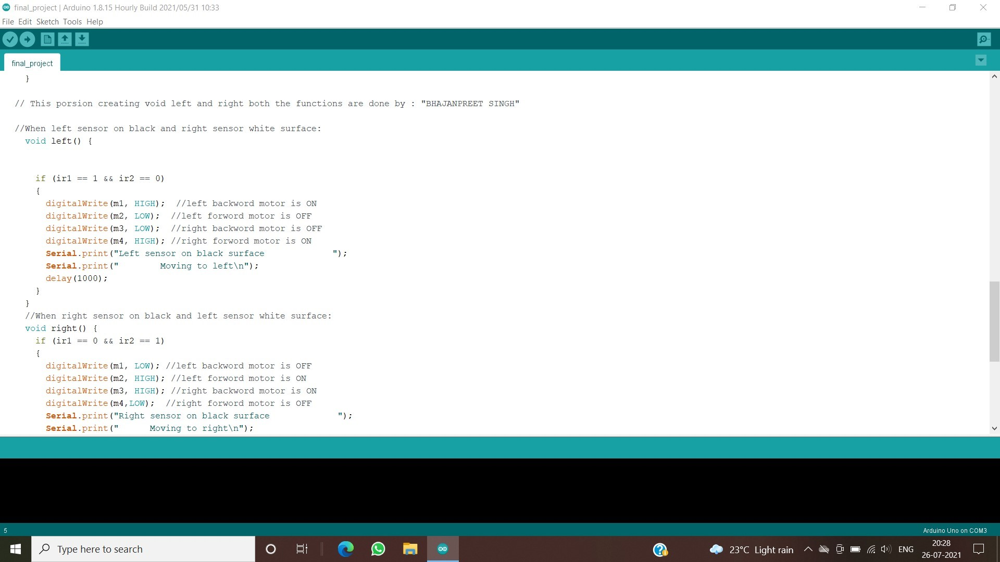 final_project | Arduino 1.8.15 Hourly Build 2021/05/31 10:33
File Edit Sketch Tools Help
final_project
}
// This porsion creating void left and right both the functions are done by : "BHAJANPREET SINGH"
//When left sensor on black and right sensor white surface:
void left() {
if (ir1 == 1 && ir2 == 0)
{
digitalWrite(m1, HIGH);  //left backword motor is ON
digitalWrite(m2, LOW);  //left forword motor is OFF
digitalWrite(m3, LOW);  //right backword motor is OFF
digitalWrite(m4, HIGH); //right forword motor is ON
Serial.print("Left sensor on black surface             ");
Serial.print("        Moving to left\n");
delay(1000);
}
}
//When right sensor on black and left sensor white surface:
void right() {
if (ir1 == 0 && ir2 == 1)
{
digitalWrite(m1, LOW); //left backword motor is OFF
digitalWrite(m2, HIGH); //left forword motor is ON
digitalWrite(m3, HIGH); //right backword motor is ON
digitalWrite(m4,LOW);  //right forword motor is OFF
Serial.print("Right sensor on black surface             ");
Serial.print("      Moving to right\n");
5
Arduino Uno on COM3
Type here to search
23°C Light rain
ENG
20:28
26-07-2021